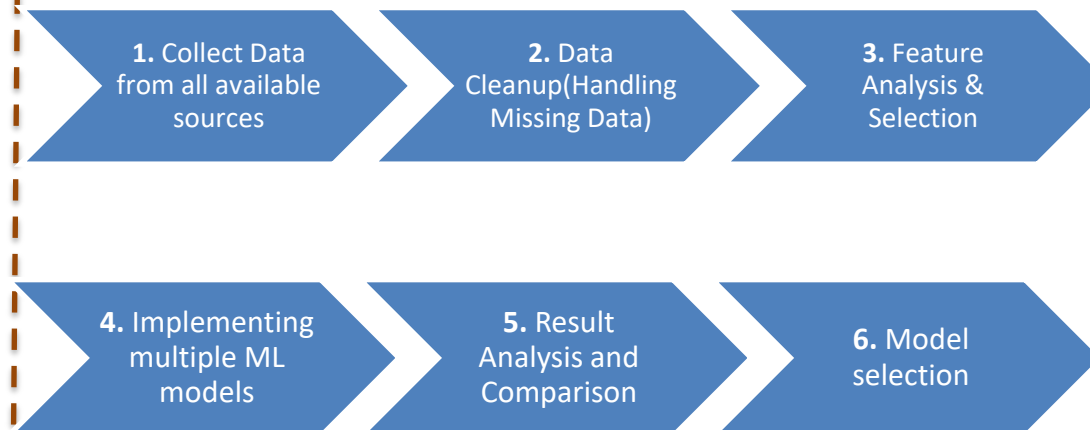 1. Collect Data
from all available
sources
2. Data
Cleanup(Handling
Missing Data)
3. Feature
Analysis &
Selection
4. Implementing
multiple ML
models
5. Result
Analysis and
Comparison
6. Model
selection